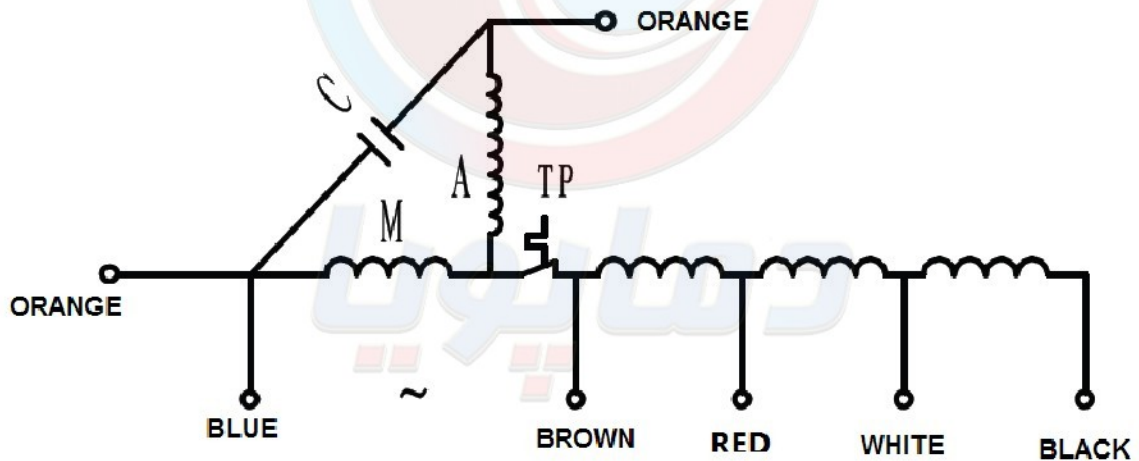 ORANGE
C
A
TP
M
دماپویا
ORANGE
~
BLUE
BROWN
RED
WHITE
BLACK